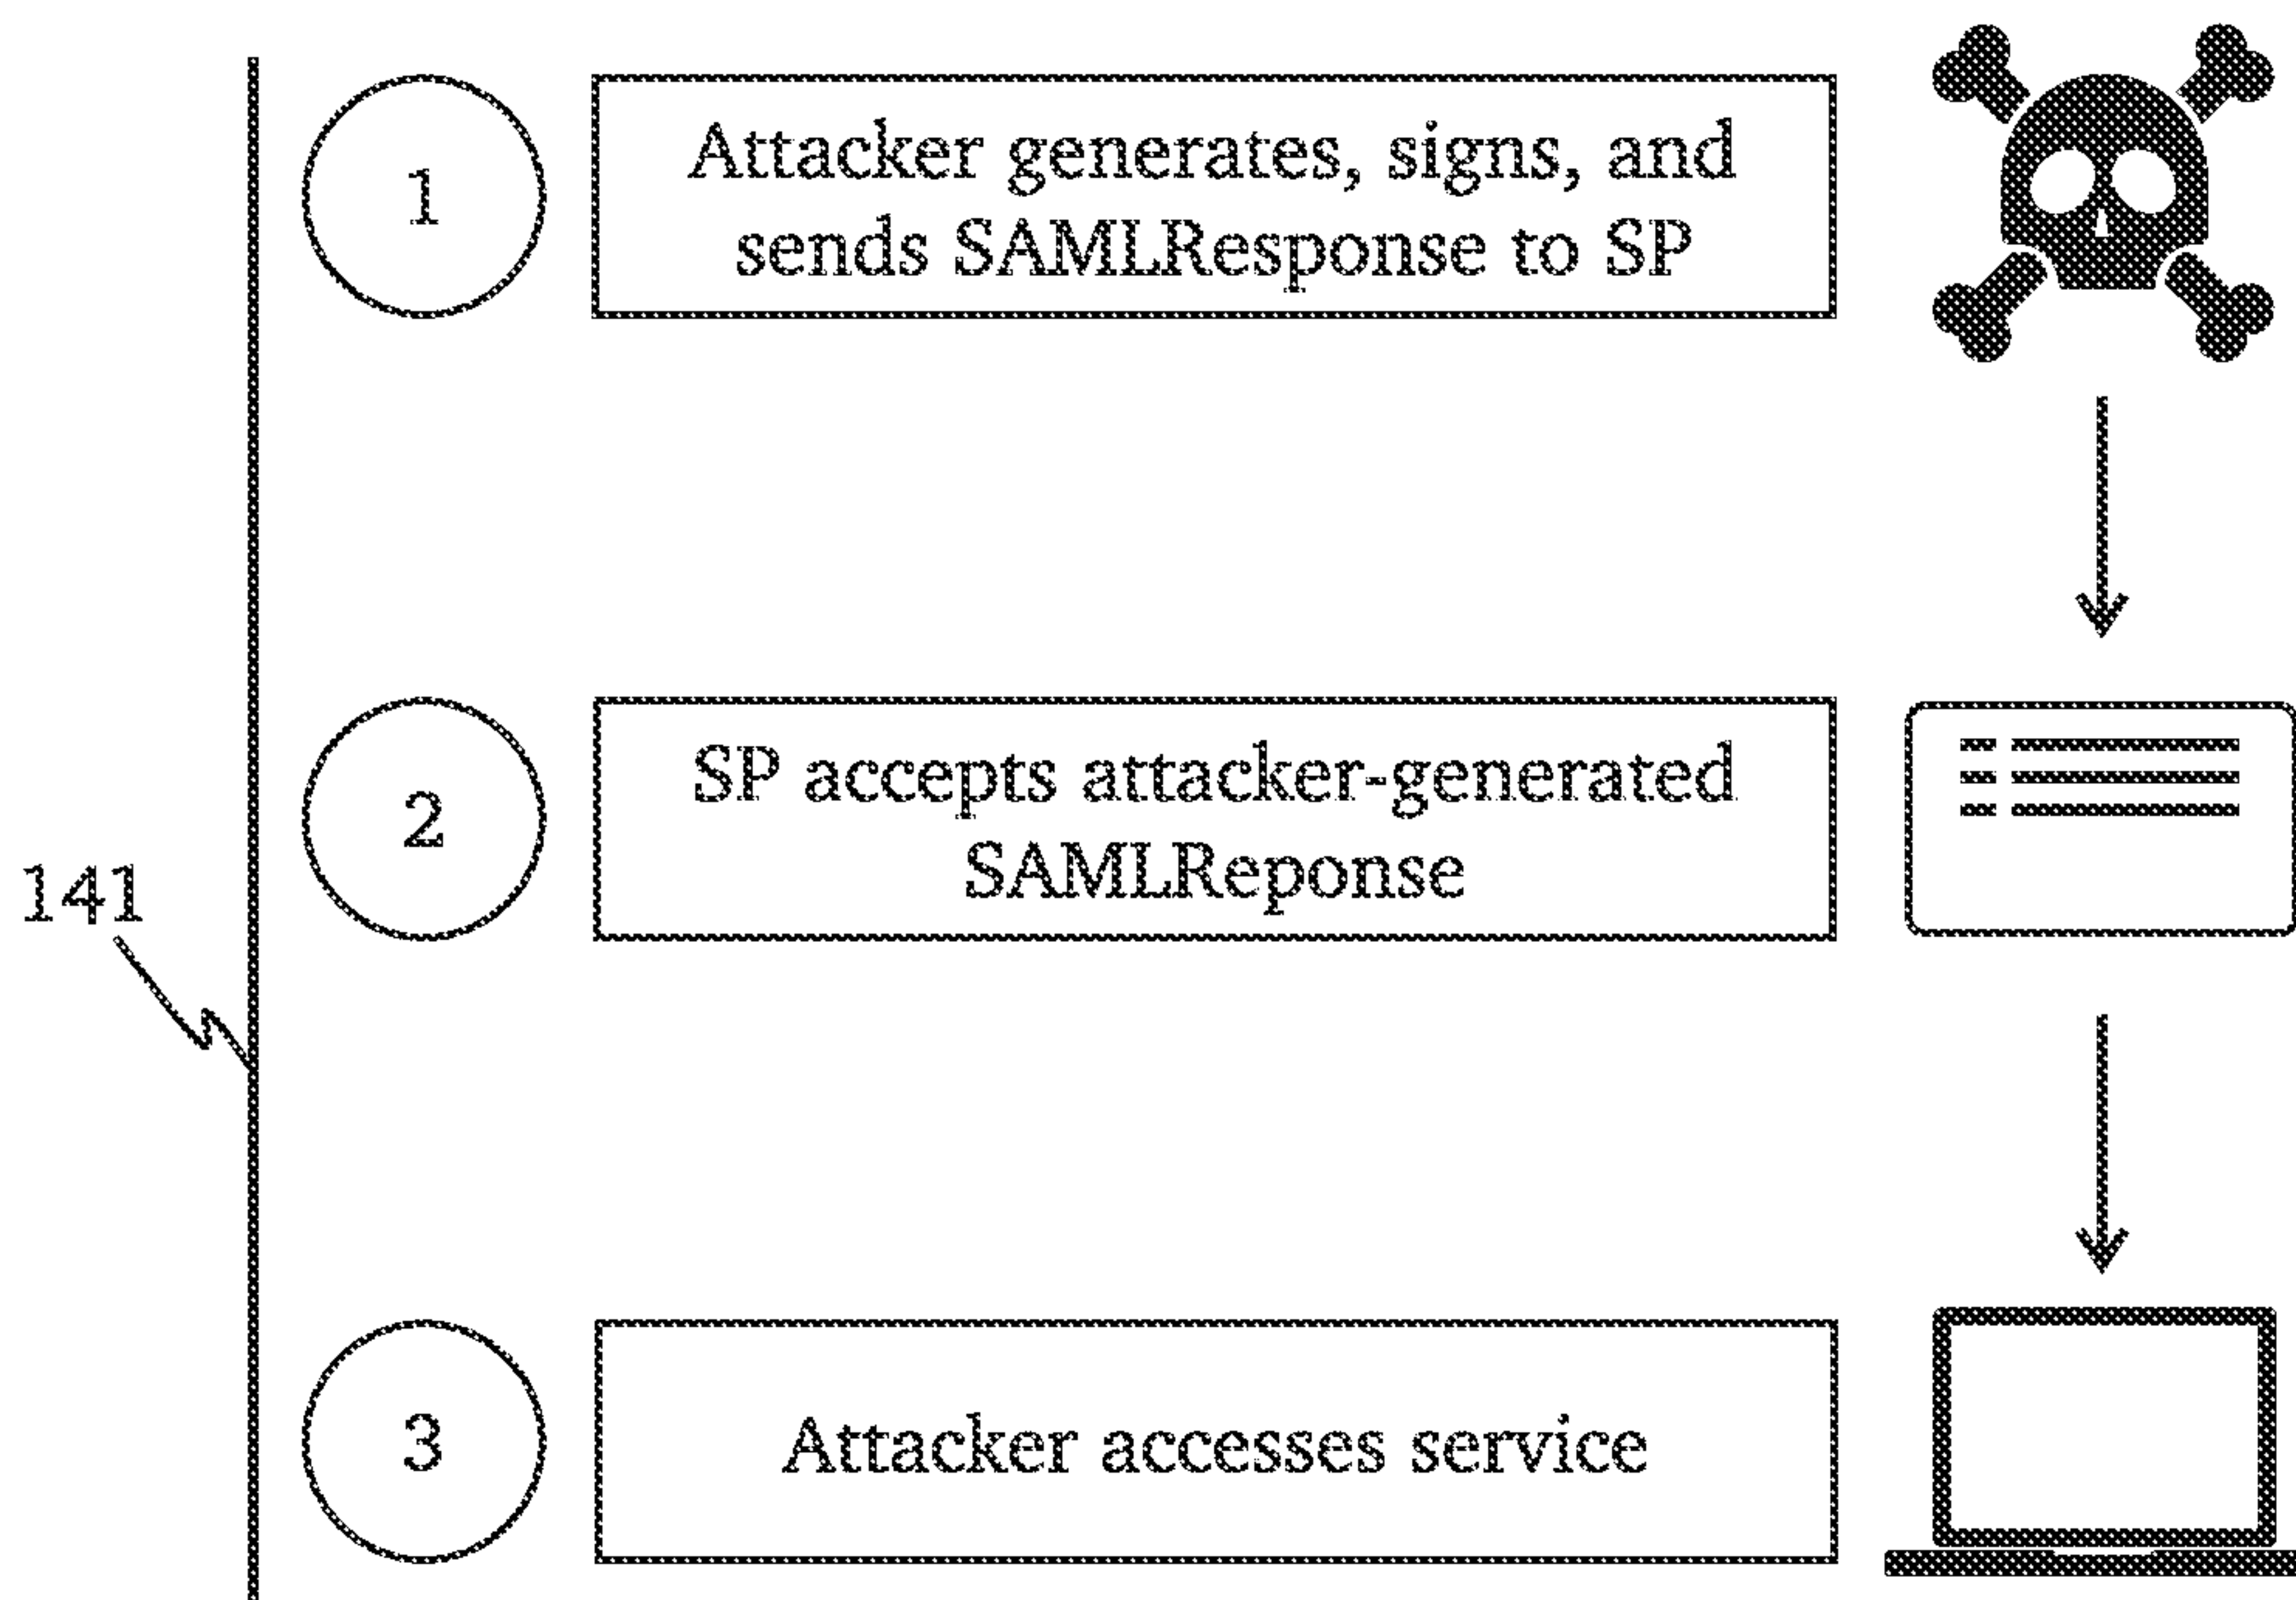 1
Attacker generates, signs, and
sends SAMLResponse to SP
2
SP accepts attacker-generated
SAMLReponse
141
3
Attacker accesses service